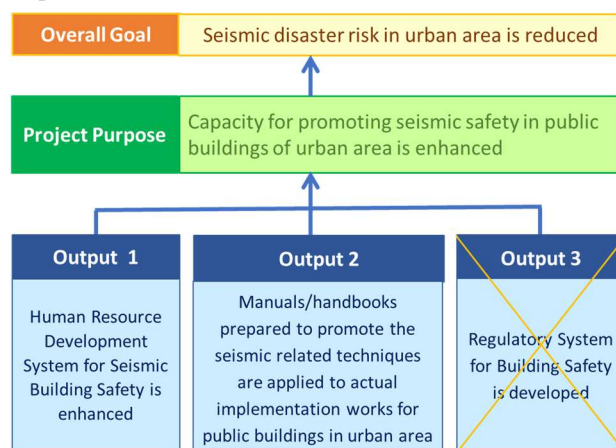 Overall Goal
Seismic disaster risk in urban area is reduced
Project Purpose
Capacity for promoting seismic safety in public
buildings of urban area is enhanced
Output 1
Human Resource
Development
System for Seismic
Building Safety is
enhanced
Output 2
Manuals/handbooks
prepared to promote the
seismic related techniques
are applied to actual
implementation works for
public buildings in urban area
Output 3
Regulatory System
for Building Safety
is developed